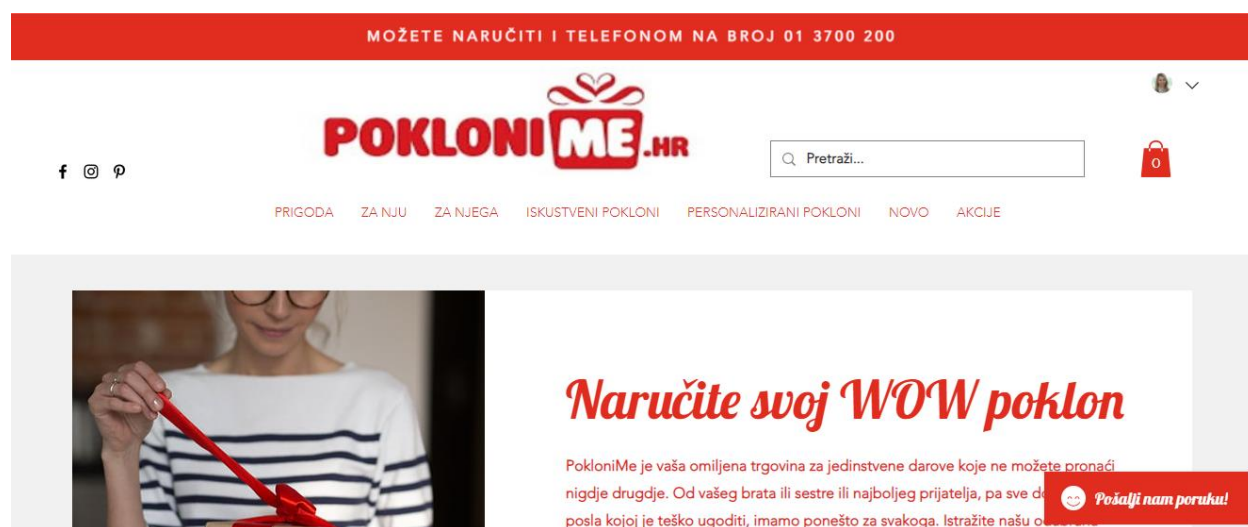 MOŽETE NARUČITI I TELEFONOM NA BROJ 01 3700 200
POKLONIME.HR
Pretraži...
0
PRIGODA ZA NJU ZA NJEGA ISKUSTVENI POKLONI PERSONALIZIRANI POKLONI NOVO AKCIJE
Naručite svoj WOW poklon
PokloniMe je vaša omiljena trgovina za jedinstvene darove koje ne možete pronaći
nigdje drugdje. Od vašeg brata ili sestre ili najboljeg prijatelja, pa sve
posla kojoj je teško ugoditi, imamo ponešto za svakoga. Istražite našu
Pošalji nam poruku!